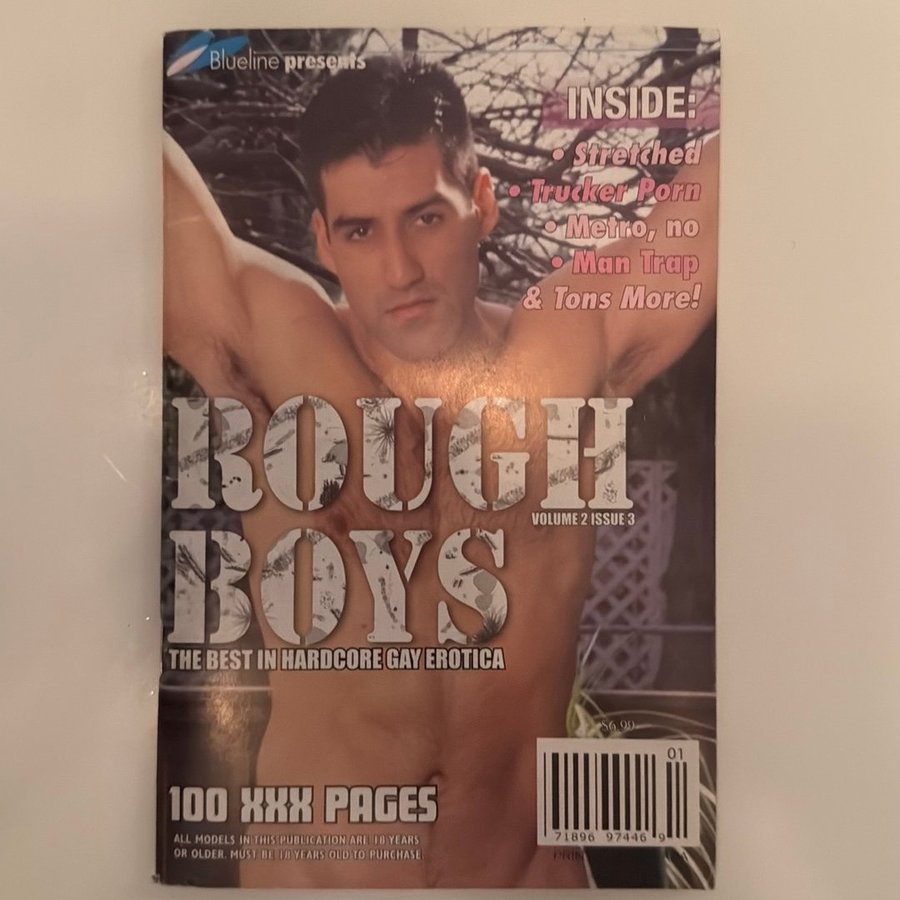 Blueline presents
INSIDE:
• Stretched
• Trucker Porn
• Metro, no
• Man Trap
& Tons More!
ROUGH
VOLUME 2 ISSUE 3
BOYS
THE BEST IN HARDCORE GAY EROTICA
$6.99
01
100 XXX PAGES
71896 97446 9
ALL MODELS IN THIS PUBLICATION ARE 18 YEARS
OR OLDER. MUST BE 18 YEARS OLD TO PURCHASE.